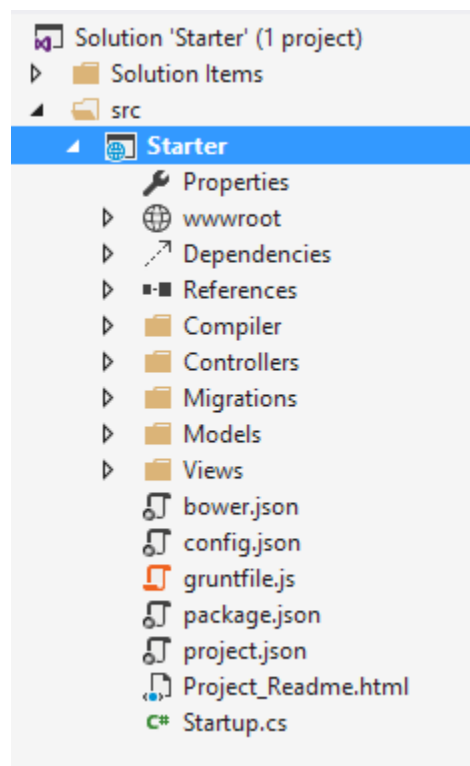 Solution 'Starter' (1 project)
Solution Items
src
Starter
Properties
wwwroot
Dependencies
References
Compiler
Controllers
Migrations
Models
Views
bower.json
config.json
gruntfile.js
package.json
project.json
Project_Readme.html
C# Startup.cs